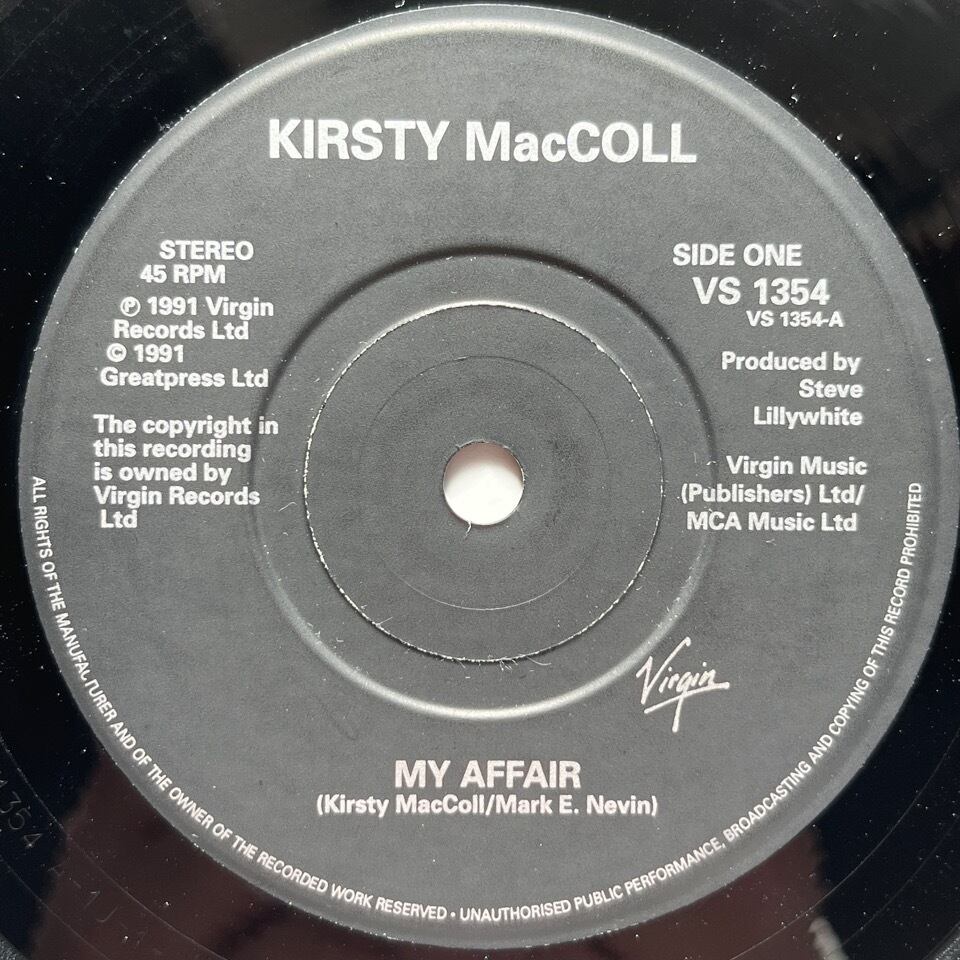 KIRSTY MacCOLL
STEREO
45 RPM
℗ 1991 Virgin
Records Ltd
© 1991
Greatpress Ltd
The copyright in
this recording
is owned by
Virgin Records
Ltd
SIDE ONE
VS 1354
VS 1354-A
Produced by
Steve
Lillywhite
Virgin Music
(Publishers) Ltd/
MCA Music Ltd
Virgin
MY AFFAIR
(Kirsty MacColl/Mark E. Nevin)
ALL RIGHTS OF THE MANUFACTURER AND OF THE OWNER OF THE RECORDED WORK RESERVED • UNAUTHORISED PUBLIC PERFORMANCE, BROADCASTING AND COPYING OF THIS RECORD PROHIBITED
1354